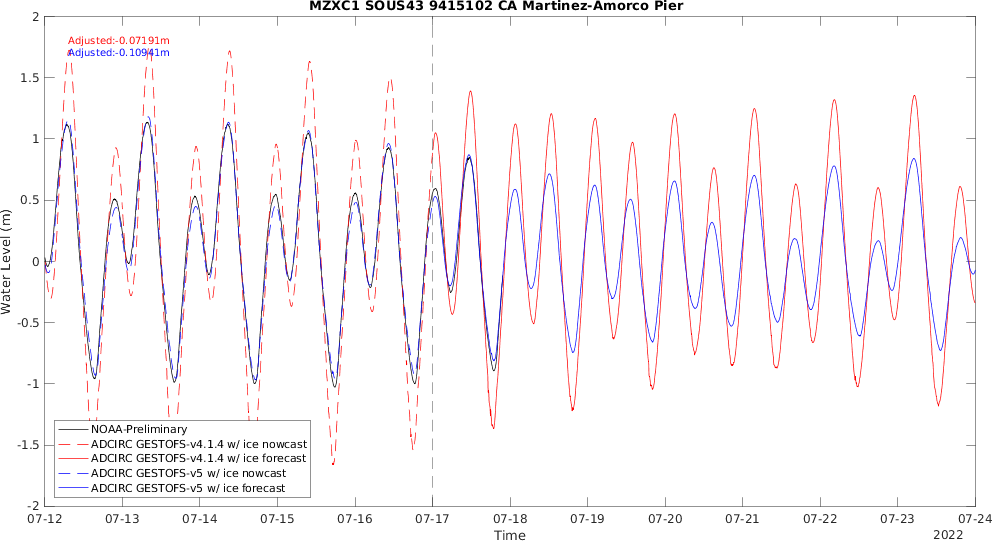 MZXC1 SOUS43 9415102 CA Martinez-Amorco Pier
Adjusted:-0.07191m
Adjusted:-0.10941m
2
1.5
1
0.5
0
-0.5
-1
-1.5
-2
Water Level (m)
NOAA-Preliminary
ADCIRC GESTOFS-v4.1.4 w/ ice nowcast
ADCIRC GESTOFS-v4.1.4 w/ ice forecast
ADCIRC GESTOFS-v5 w/ ice nowcast
ADCIRC GESTOFS-v5 w/ ice forecast
07-12 07-13 07-14 07-15 07-16 07-17 07-18 07-19 07-20 07-21 07-22 07-23 07-24
Time
2022